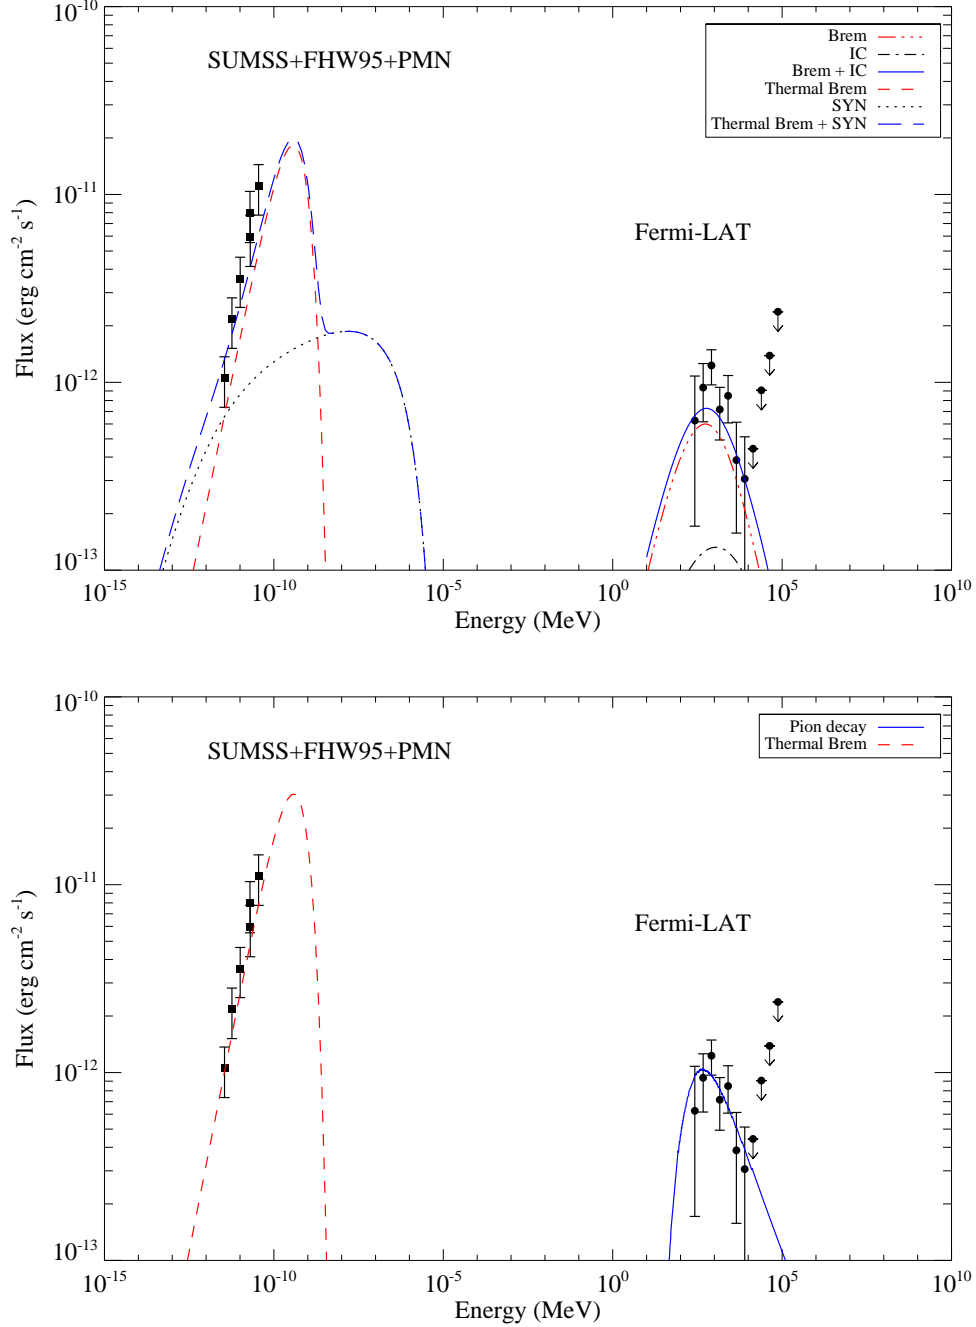 10^-10
SUMSS+FHW95+PMN
Brem
IC
Brem + IC
Thermal Brem
SYN
Thermal Brem + SYN
10^-11
Fermi-LAT
Flux (erg cm^-2 s^-1)
10^-12
10^-13
10^-15 10^-10 10^-5 10^0 10^5 10^10
Energy (MeV)
10^-10
SUMSS+FHW95+PMN
Pion decay
Thermal Brem
10^-11
Fermi-LAT
Flux (erg cm^-2 s^-1)
10^-12
10^-13
10^-15 10^-10 10^-5 10^0 10^5 10^10
Energy (MeV)